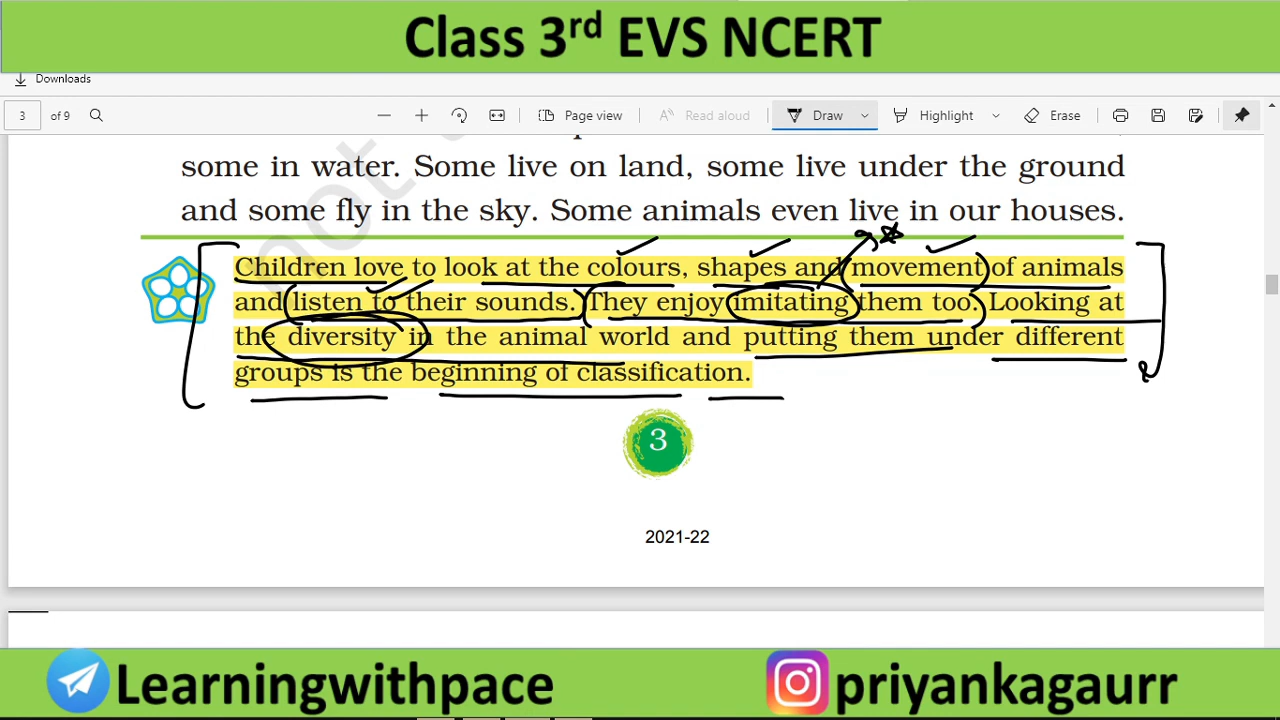 Class 3rd EVS NCERT
Downloads
3 of 9 Page view Read aloud Draw Highlight Erase
some in water. Some live on land, some live under the ground
and some fly in the sky. Some animals even live in our houses.
Children love to look at the colours, shapes and movement of animals
and listen to their sounds. They enjoy imitating them too. Looking at
the diversity in the animal world and putting them under different
groups is the beginning of classification.
3
2021-22
Learningwithpace priyankagaurr